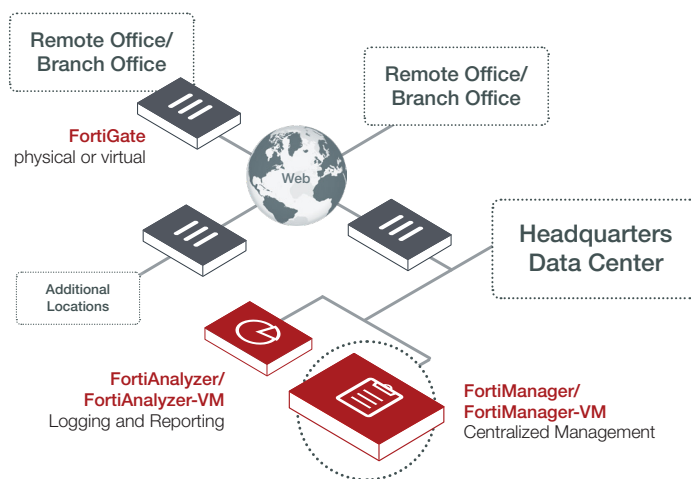 Remote Office/
Branch Office
Remote Office/
Branch Office
FortiGate
physical or virtual
Web
Headquarters
Data Center
Additional
Locations
FortiAnalyzer/
FortiAnalyzer-VM
Logging and Reporting
FortiManager/
FortiManager-VM
Centralized Management